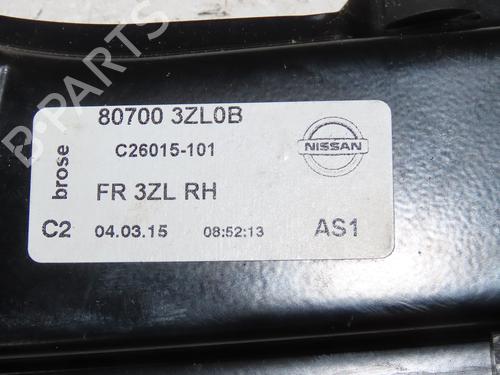 80700 3ZL0B
brose
C26015-101
NISSAN
FR 3ZL RH
C2 04.03.15 08:52:13 AS1
B-PARTS